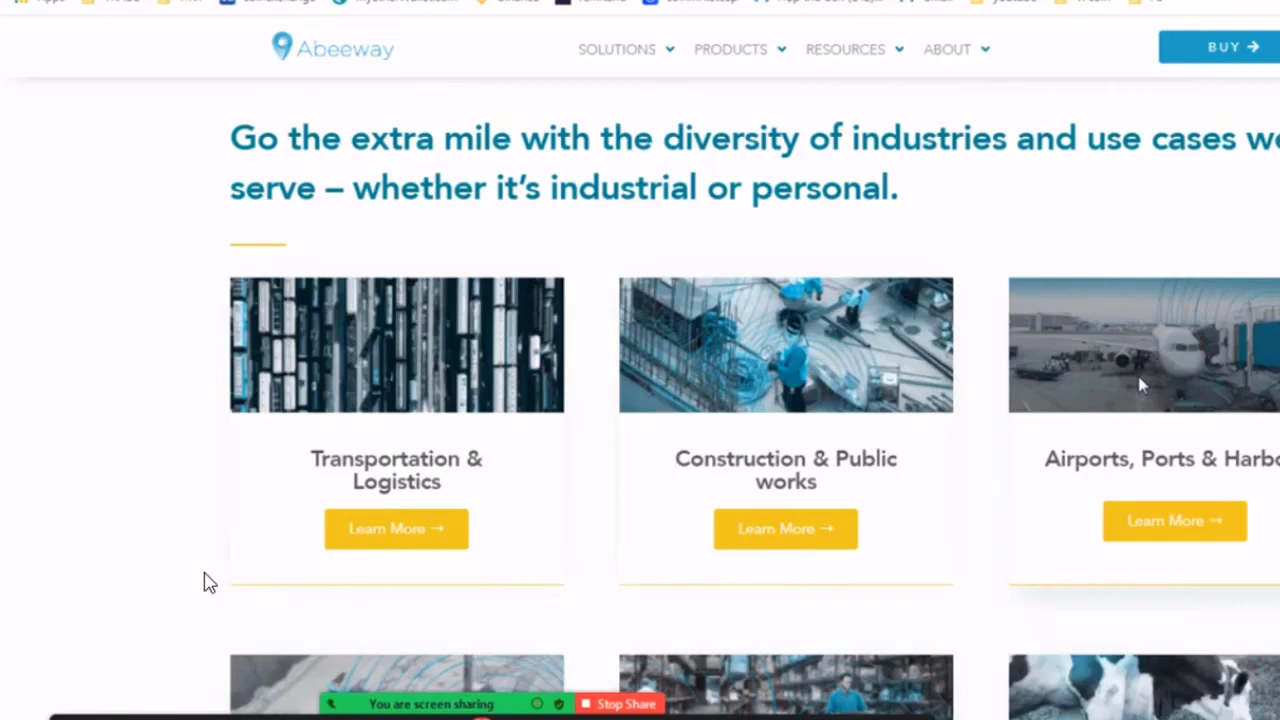 Abeeway
SOLUTIONS
PRODUCTS
RESOURCES
ABOUT
BUY →
Go the extra mile with the diversity of industries and use cases we
serve – whether it's industrial or personal.
Transportation &
Logistics
Learn More →
Construction & Public
works
Learn More →
Airports, Ports & Harbo
Learn More →
You are screen sharing
Stop Share